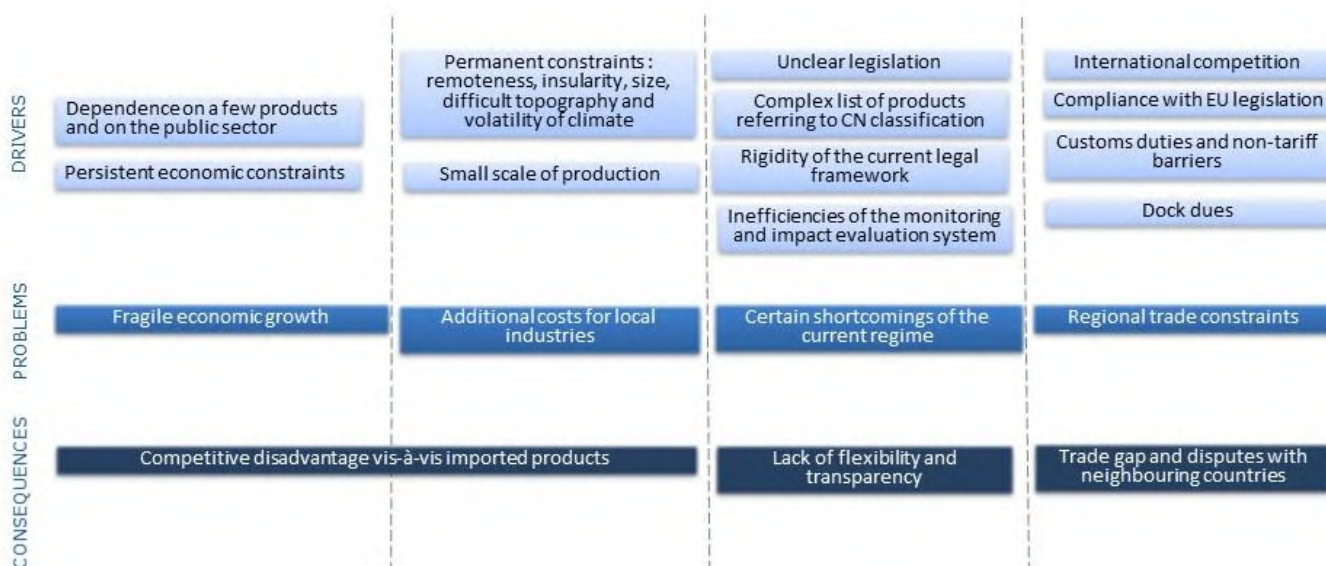 DRIVERS
Dependence on a few products
and on the public sector
Persistent economic constraints
Permanent constraints :
remoteness, insularity, size,
difficult topography and
volatility of climate
Small scale of production
Unclear legislation
Complex list of products
referring to CN classification
Rigidity of the current legal
framework
Inefficiencies of the monitoring
and impact evaluation system
International competition
Compliance with EU legislation
Customs duties and non-tariff
barriers
Dock dues
PROBLEMS
Fragile economic growth
Additional costs for local
industries
Certain shortcomings of the
current regime
Regional trade constraints
CONSEQUENCES
Competitive disadvantage vis-à-vis imported products
Lack of flexibility and
transparency
Trade gap and disputes with
neighbouring countries